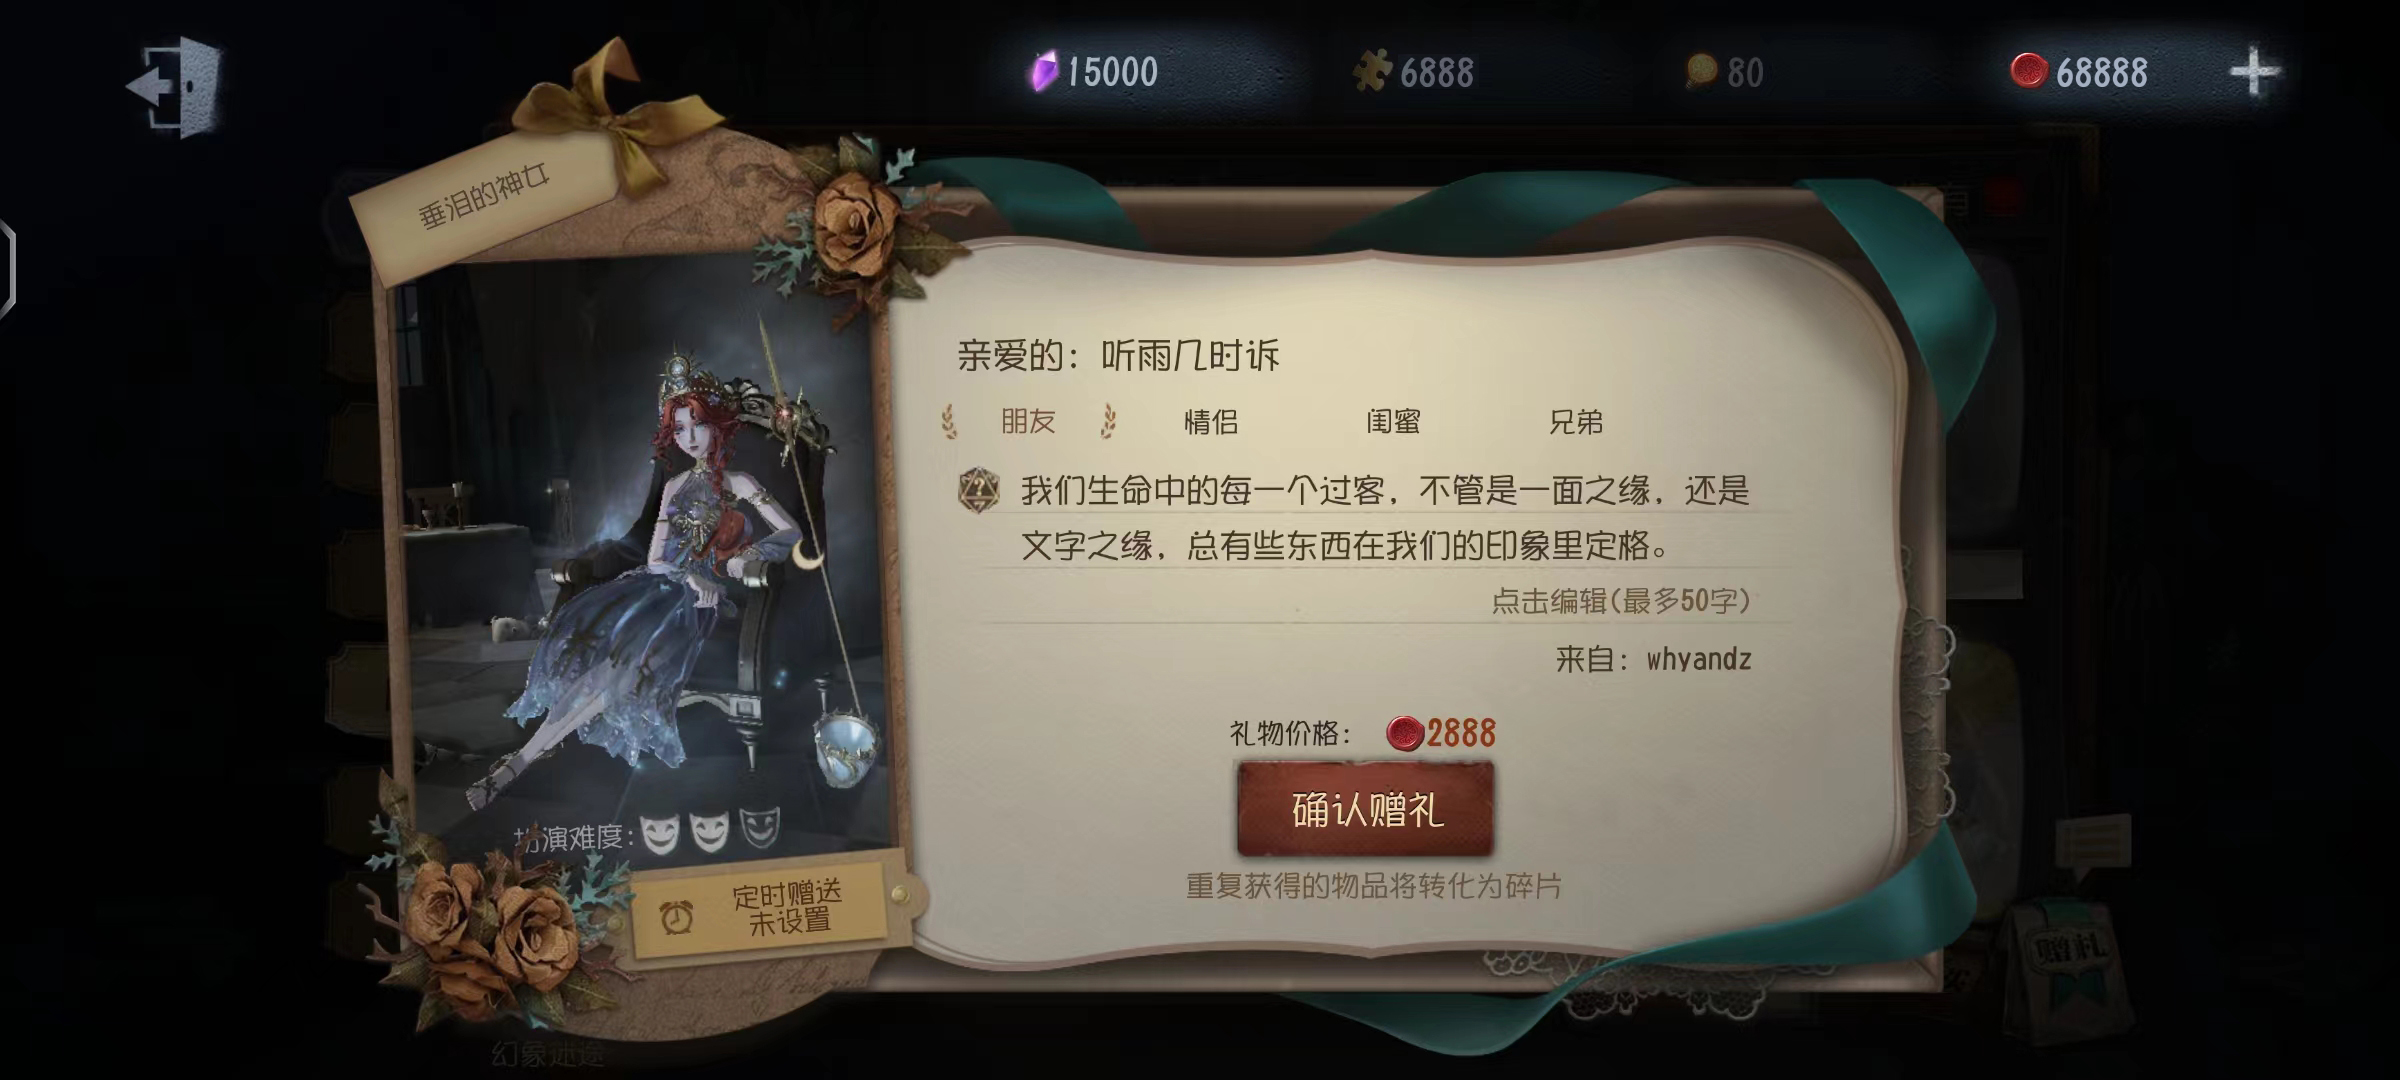 15000
6888
80
68888
垂泪的神女
亲爱的：听雨几时诉
朋友 情侣 闺蜜 兄弟
我们生命中的每一个过客，不管是一面之缘，还是
文字之缘，总有些东西在我们的印象里定格。
点击编辑(最多50字)
来自：whyandz
礼物价格： 2888
确认赠礼
重复获得的物品将转化为碎片
扮演难度：
定时赠送
未设置
赠礼
幻象迷途